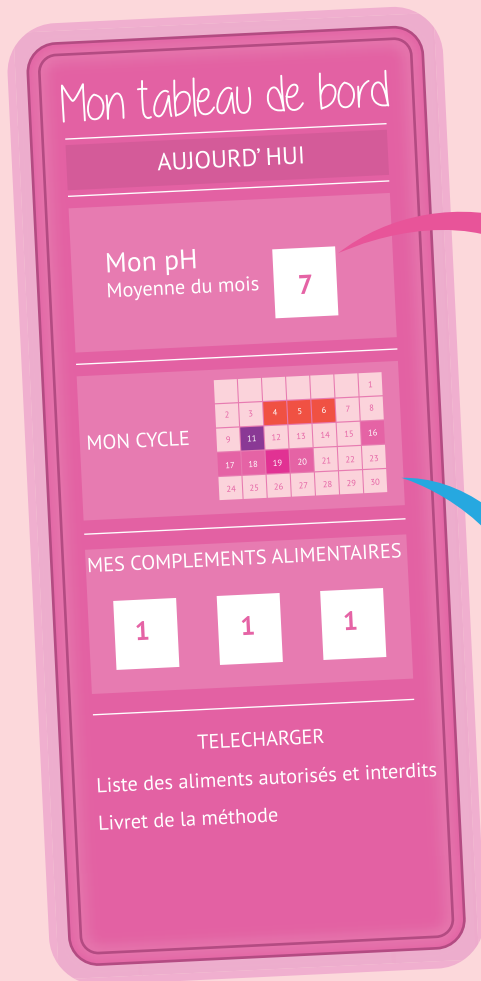 Mon tableau de bord
AUJOURD' HUI
Mon pH
Moyenne du mois
7
1
2 3 4 5 6 7 8
MON CYCLE
9 11 12 13 14 15 16
17 18 19 20 21 22 23
24 25 26 27 28 29 30
MES COMPLEMENTS ALIMENTAIRES
1 1 1
TELECHARGER
Liste des aliments autorisés et interdits
Livret de la méthode